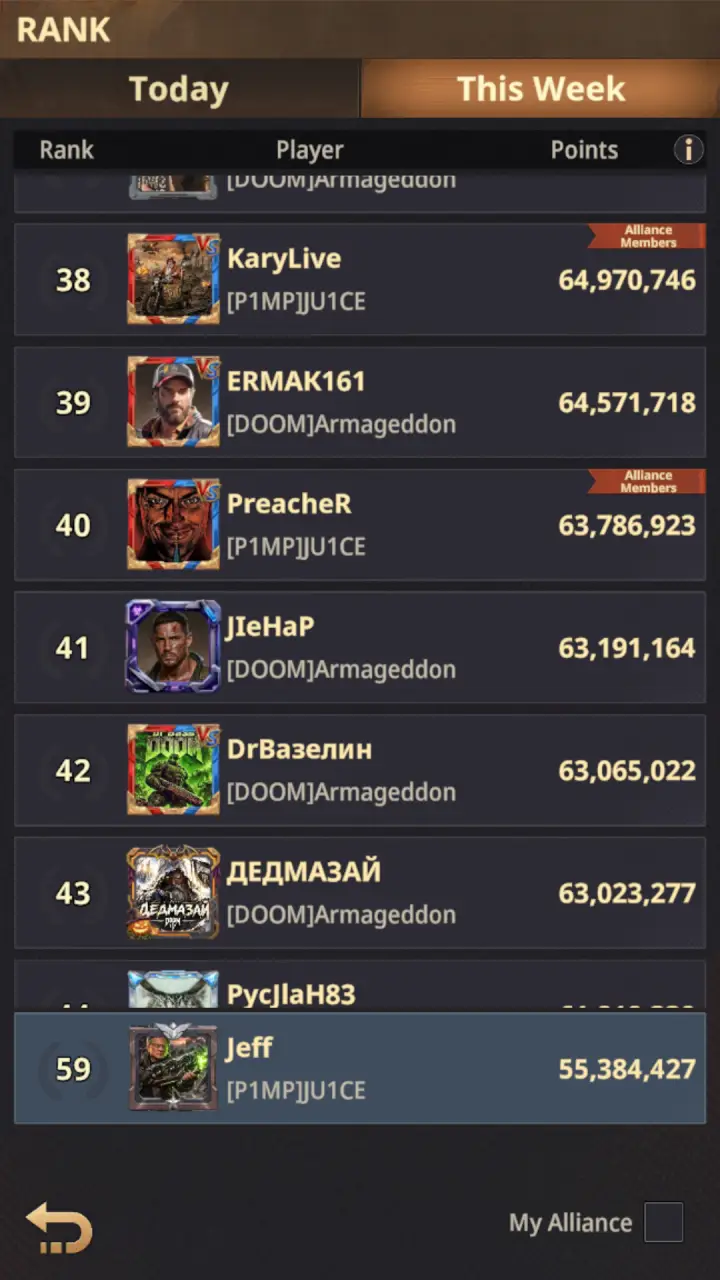 RANK
Today
This Week
Rank
Player
Points
[DOOM]Armageddon
Alliance
Members
38
KaryLive
64,970,746
[P1MP]JU1CE
39
ERMAK161
64,571,718
[DOOM]Armageddon
Alliance
Members
40
PreacheR
63,786,923
[P1MP]JU1CE
41
JIeHaP
63,191,164
[DOOM]Armageddon
42
DrВазелин
63,065,022
[DOOM]Armageddon
43
ДЕДМАЗАЙ
63,023,277
[DOOM]Armageddon
РусJlаН83
59
Jeff
55,384,427
[P1MP]JU1CE
My Alliance